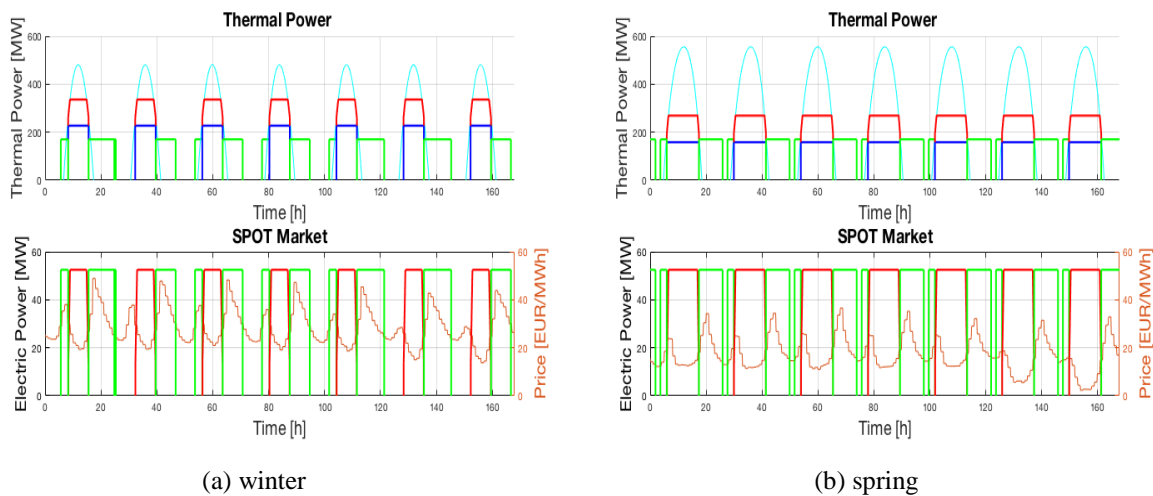 Thermal Power
Thermal Power [MW]
600
400
200
0
0 20 40 60 80 100 120 140 160
Time [h]
SPOT Market
Electric Power [MW]
60
40
20
0
60
40
20
0
Price [EUR/MWh]
0 20 40 60 80 100 120 140 160
Time [h]
(a) winter
Thermal Power
Thermal Power [MW]
600
400
200
0
0 20 40 60 80 100 120 140 160
Time [h]
SPOT Market
Electric Power [MW]
60
40
20
0
60
40
20
0
Price [EUR/MWh]
0 20 40 60 80 100 120 140 160
Time [h]
(b) spring